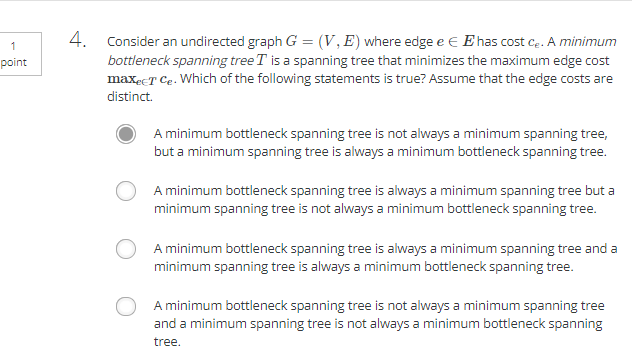 1
point
4. Consider an undirected graph G = (V, E) where edge e ∈ E has cost cₑ. A minimum
bottleneck spanning tree T is a spanning tree that minimizes the maximum edge cost
maxₑ∈T cₑ. Which of the following statements is true? Assume that the edge costs are
distinct.
A minimum bottleneck spanning tree is not always a minimum spanning tree,
but a minimum spanning tree is always a minimum bottleneck spanning tree.
A minimum bottleneck spanning tree is always a minimum spanning tree but a
minimum spanning tree is not always a minimum bottleneck spanning tree.
A minimum bottleneck spanning tree is always a minimum spanning tree and a
minimum spanning tree is always a minimum bottleneck spanning tree.
A minimum bottleneck spanning tree is not always a minimum spanning tree
and a minimum spanning tree is not always a minimum bottleneck spanning
tree.